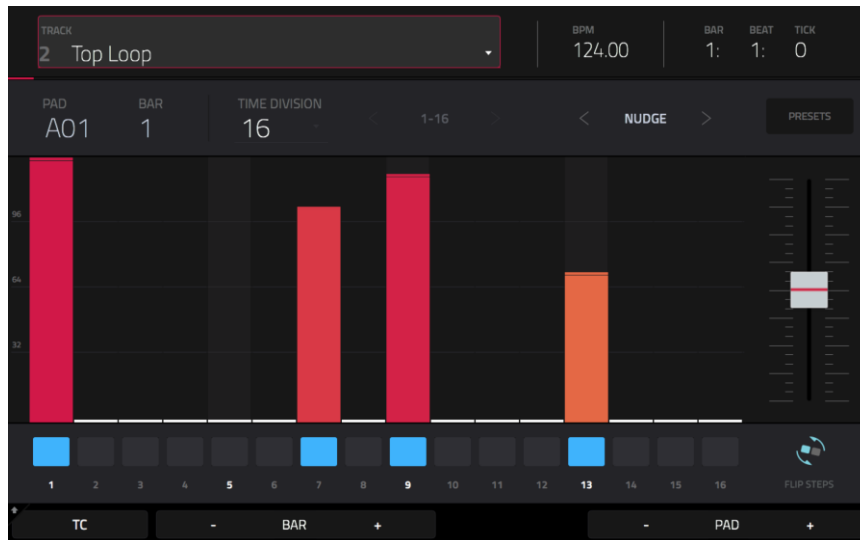 TRACK
2 Top Loop
BPM
124.00
BAR BEAT TICK
1: 1: 0
PAD BAR TIME DIVISION
A01 1 16
< 1-16 >
< NUDGE >
PRESETS
96
64
32
1 2 3 4 5 6 7 8 9 10 11 12 13 14 15 16
FLIP STEPS
TC - BAR + - PAD +